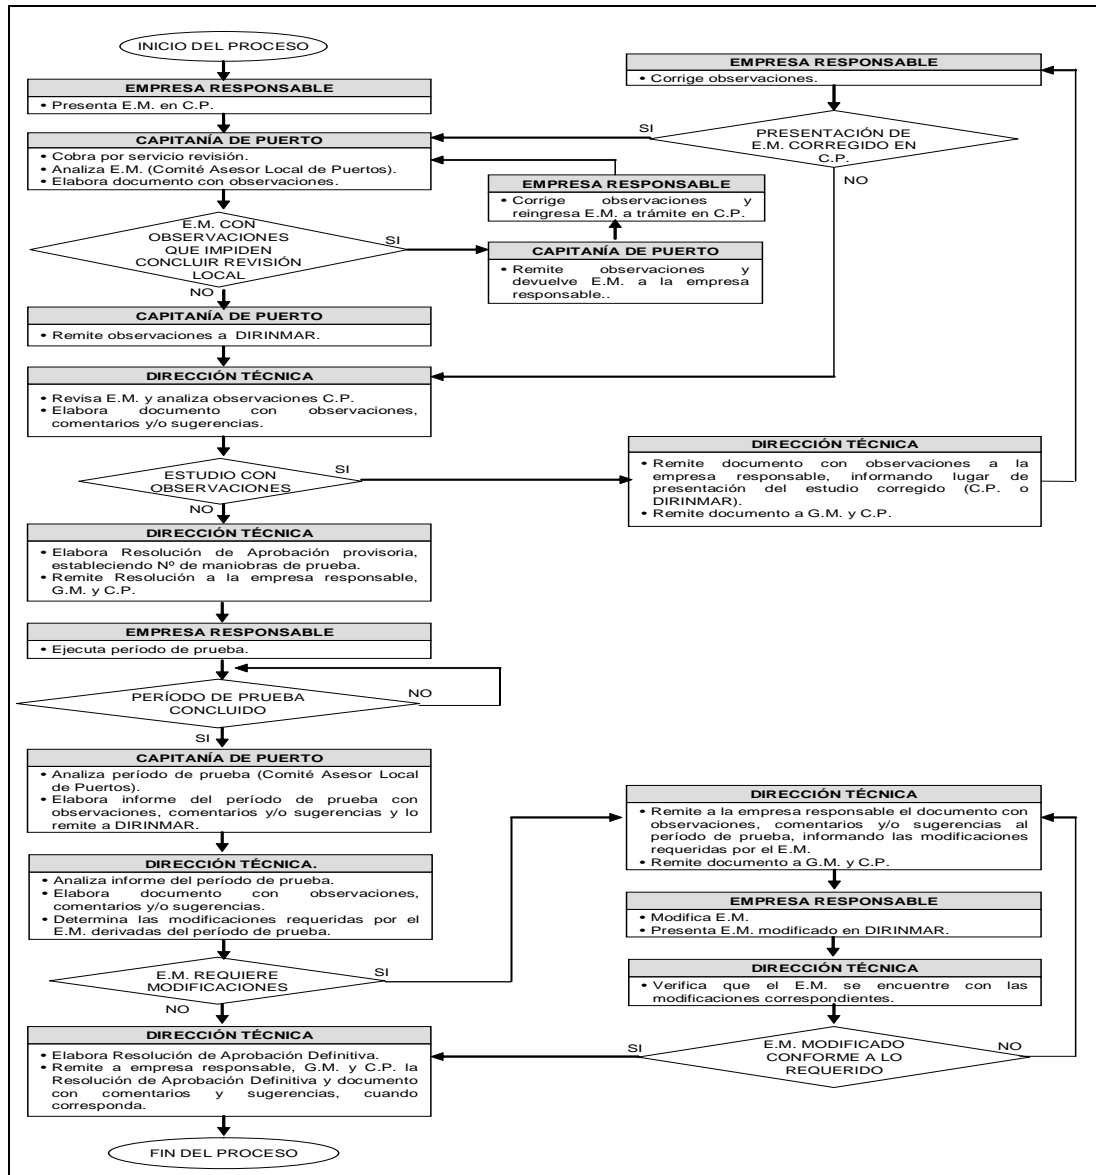 INICIO DEL PROCESO
EMPRESA RESPONSABLE
• Presenta E.M. en C.P.
CAPITANÍA DE PUERTO
• Cobra por servicio revisión.
• Analiza E.M. (Comité Asesor Local de Puertos).
• Elabora documento con observaciones.
E.M. CON
OBSERVACIONES
QUE IMPIDEN
CONCLUIR REVISIÓN
LOCAL
SI
NO
EMPRESA RESPONSABLE
• Corrige observaciones.
PRESENTACIÓN DE
E.M. CORREGIDO EN
C.P.
SI
NO
EMPRESA RESPONSABLE
• Corrige observaciones y
reingresa E.M. a trámite en C.P.
CAPITANÍA DE PUERTO
• Remite observaciones y
devuelve E.M. a la empresa
responsable..
CAPITANÍA DE PUERTO
• Remite observaciones a DIRINMAR.
DIRECCIÓN TÉCNICA
• Revisa E.M. y analiza observaciones C.P.
• Elabora documento con observaciones,
comentarios y/o sugerencias.
ESTUDIO CON
OBSERVACIONES
SI
NO
DIRECCIÓN TÉCNICA
• Remite documento con observaciones a la
empresa responsable, informando lugar de
presentación del estudio corregido (C.P. o
DIRINMAR).
• Remite documento a G.M. y C.P.
DIRECCIÓN TÉCNICA
• Elabora Resolución de Aprobación provisoria,
estableciendo Nº de maniobras de prueba.
• Remite Resolución a la empresa responsable,
G.M. y C.P.
EMPRESA RESPONSABLE
• Ejecuta período de prueba.
PERÍODO DE PRUEBA
CONCLUIDO
NO
SI
CAPITANÍA DE PUERTO
• Analiza período de prueba (Comité Asesor Local
de Puertos).
• Elabora informe del período de prueba con
observaciones, comentarios y/o sugerencias y lo
remite a DIRINMAR.
DIRECCIÓN TÉCNICA.
• Analiza informe del período de prueba.
• Elabora documento con observaciones,
comentarios y/o sugerencias.
• Determina las modificaciones requeridas por el
E.M. derivadas del período de prueba.
E.M. REQUIERE
MODIFICACIONES
SI
NO
DIRECCIÓN TÉCNICA
• Remite a la empresa responsable el documento con
observaciones, comentarios y/o sugerencias al
período de prueba, informando las modificaciones
requeridas por el E.M.
• Remite documento a G.M. y C.P.
EMPRESA RESPONSABLE
• Modifica E.M.
• Presenta E.M. modificado en DIRINMAR.
DIRECCIÓN TÉCNICA
• Verifica que el E.M. se encuentre con las
modificaciones correspondientes.
E.M. MODIFICADO
CONFORME A LO
REQUERIDO
SI
NO
DIRECCIÓN TÉCNICA
• Elabora Resolución de Aprobación Definitiva.
• Remite a empresa responsable, G.M. y C.P. la
Resolución de Aprobación Definitiva y documento
con comentarios y sugerencias, cuando
corresponda.
FIN DEL PROCESO